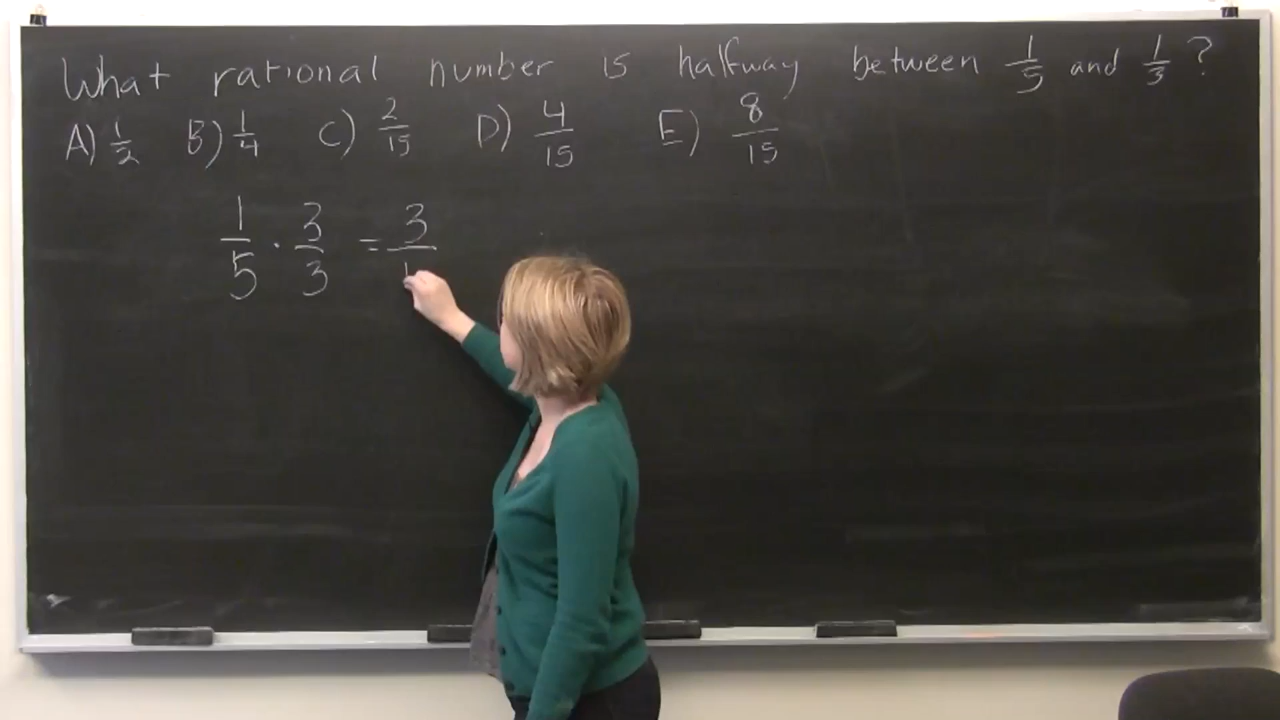 What rational number is halfway between 1/5 and 1/3 ?
A) 1/2 B) 1/4 C) 2/15 D) 4/15 E) 8/15
1/5 · 3/3 = 3/1